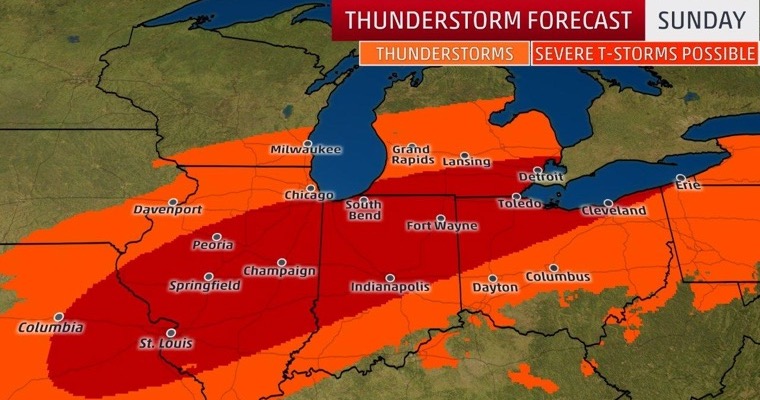 THUNDERSTORM FORECAST SUNDAY
THUNDERSTORMS SEVERE T-STORMS POSSIBLE
Milwaukee
Grand
Rapids
Lansing
Detroit
Chicago
South
Bend
Toledo
Cleveland
Erie
Davenport
Fort Wayne
Peoria
Champaign
Springfield
Indianapolis
Dayton
Columbus
Columbia
St. Louis